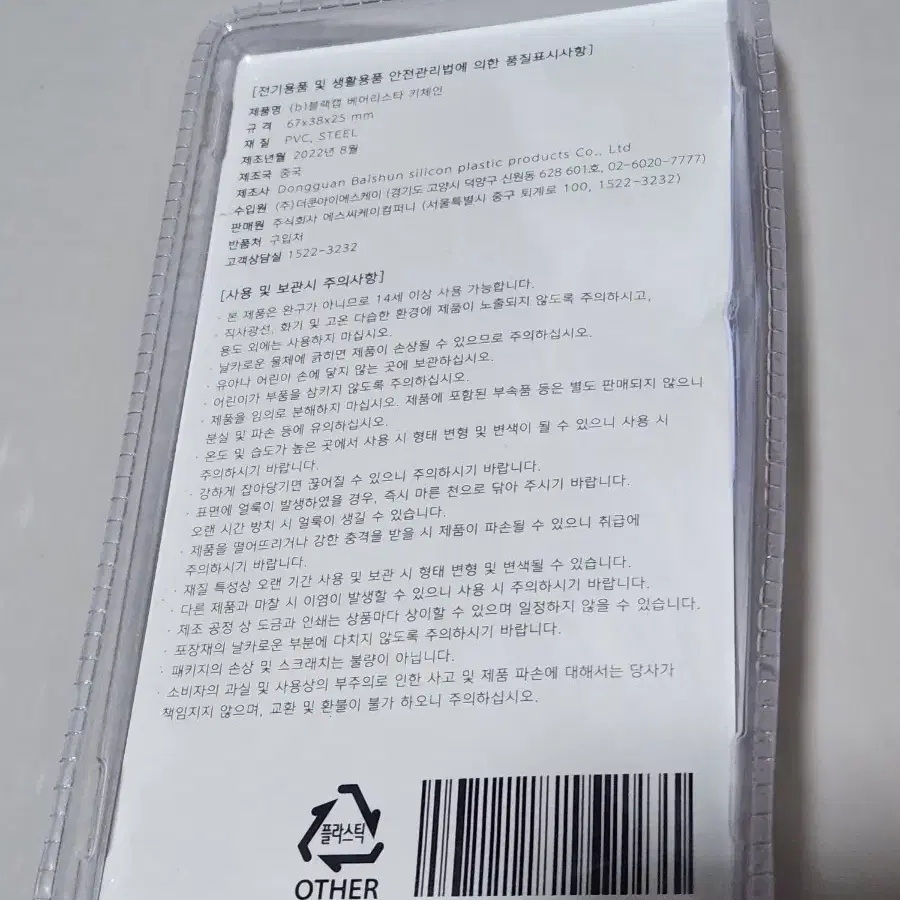 [전기용품 및 생활용품 안전관리법에 의한 품질표시사항]
제품명 (b)블랙캡 베어리스타 키체인
규 격 67x38x25 mm
재 질 PVC, STEEL
제조년월 2022년 8월
제조국 중국
제조사 Dongguan Baishun silicon plastic products Co., Ltd
수입원 (주)더쿤아이에스케이 (경기도 고양시 덕양구 신원동 628 601호, 02-6020-7777)
판매원 주식회사 에스씨케이컴퍼니 (서울특별시 중구 퇴계로 100, 1522-3232)
반품처 구입처
고객상담실 1522-3232
[사용 및 보관시 주의사항]
· 본 제품은 완구가 아니므로 14세 이상 사용 가능합니다.
· 직사광선, 화기 및 고온 다습한 환경에 제품이 노출되지 않도록 주의하시고,
용도 외에는 사용하지 마십시오.
· 날카로운 물체에 긁히면 제품이 손상될 수 있으므로 주의하십시오.
· 유아나 어린이 손에 닿지 않는 곳에 보관하십시오.
· 어린이가 부품을 삼키지 않도록 주의하십시오.
· 제품을 임의로 분해하지 마십시오. 제품에 포함된 부속품 등은 별도 판매되지 않으니
분실 및 파손 등에 유의하십시오.
· 온도 및 습도가 높은 곳에서 사용 시 형태 변형 및 변색이 될 수 있으니 사용 시
주의하시기 바랍니다.
· 강하게 잡아당기면 끊어질 수 있으니 주의하시기 바랍니다.
· 표면에 얼룩이 발생하였을 경우, 즉시 마른 천으로 닦아 주시기 바랍니다.
오랜 시간 방치 시 얼룩이 생길 수 있습니다.
· 제품을 떨어뜨리거나 강한 충격을 받을 시 제품이 파손될 수 있으니 취급에
주의하시기 바랍니다.
· 재질 특성상 오랜 기간 사용 및 보관 시 형태 변형 및 변색될 수 있습니다.
· 다른 제품과 마찰 시 이염이 발생할 수 있으니 사용 시 주의하시기 바랍니다.
· 제조 공정 상 도금과 인쇄는 상품마다 상이할 수 있으며 일정하지 않을 수 있습니다.
· 포장재의 날카로운 부분에 다치지 않도록 주의하시기 바랍니다.
· 패키지의 손상 및 스크래치는 불량이 아닙니다.
· 소비자의 과실 및 사용상의 부주의로 인한 사고 및 제품 파손에 대해서는 당사가
책임지지 않으며, 교환 및 환불이 불가 하오니 주의하십시오.
플라스틱
OTHER